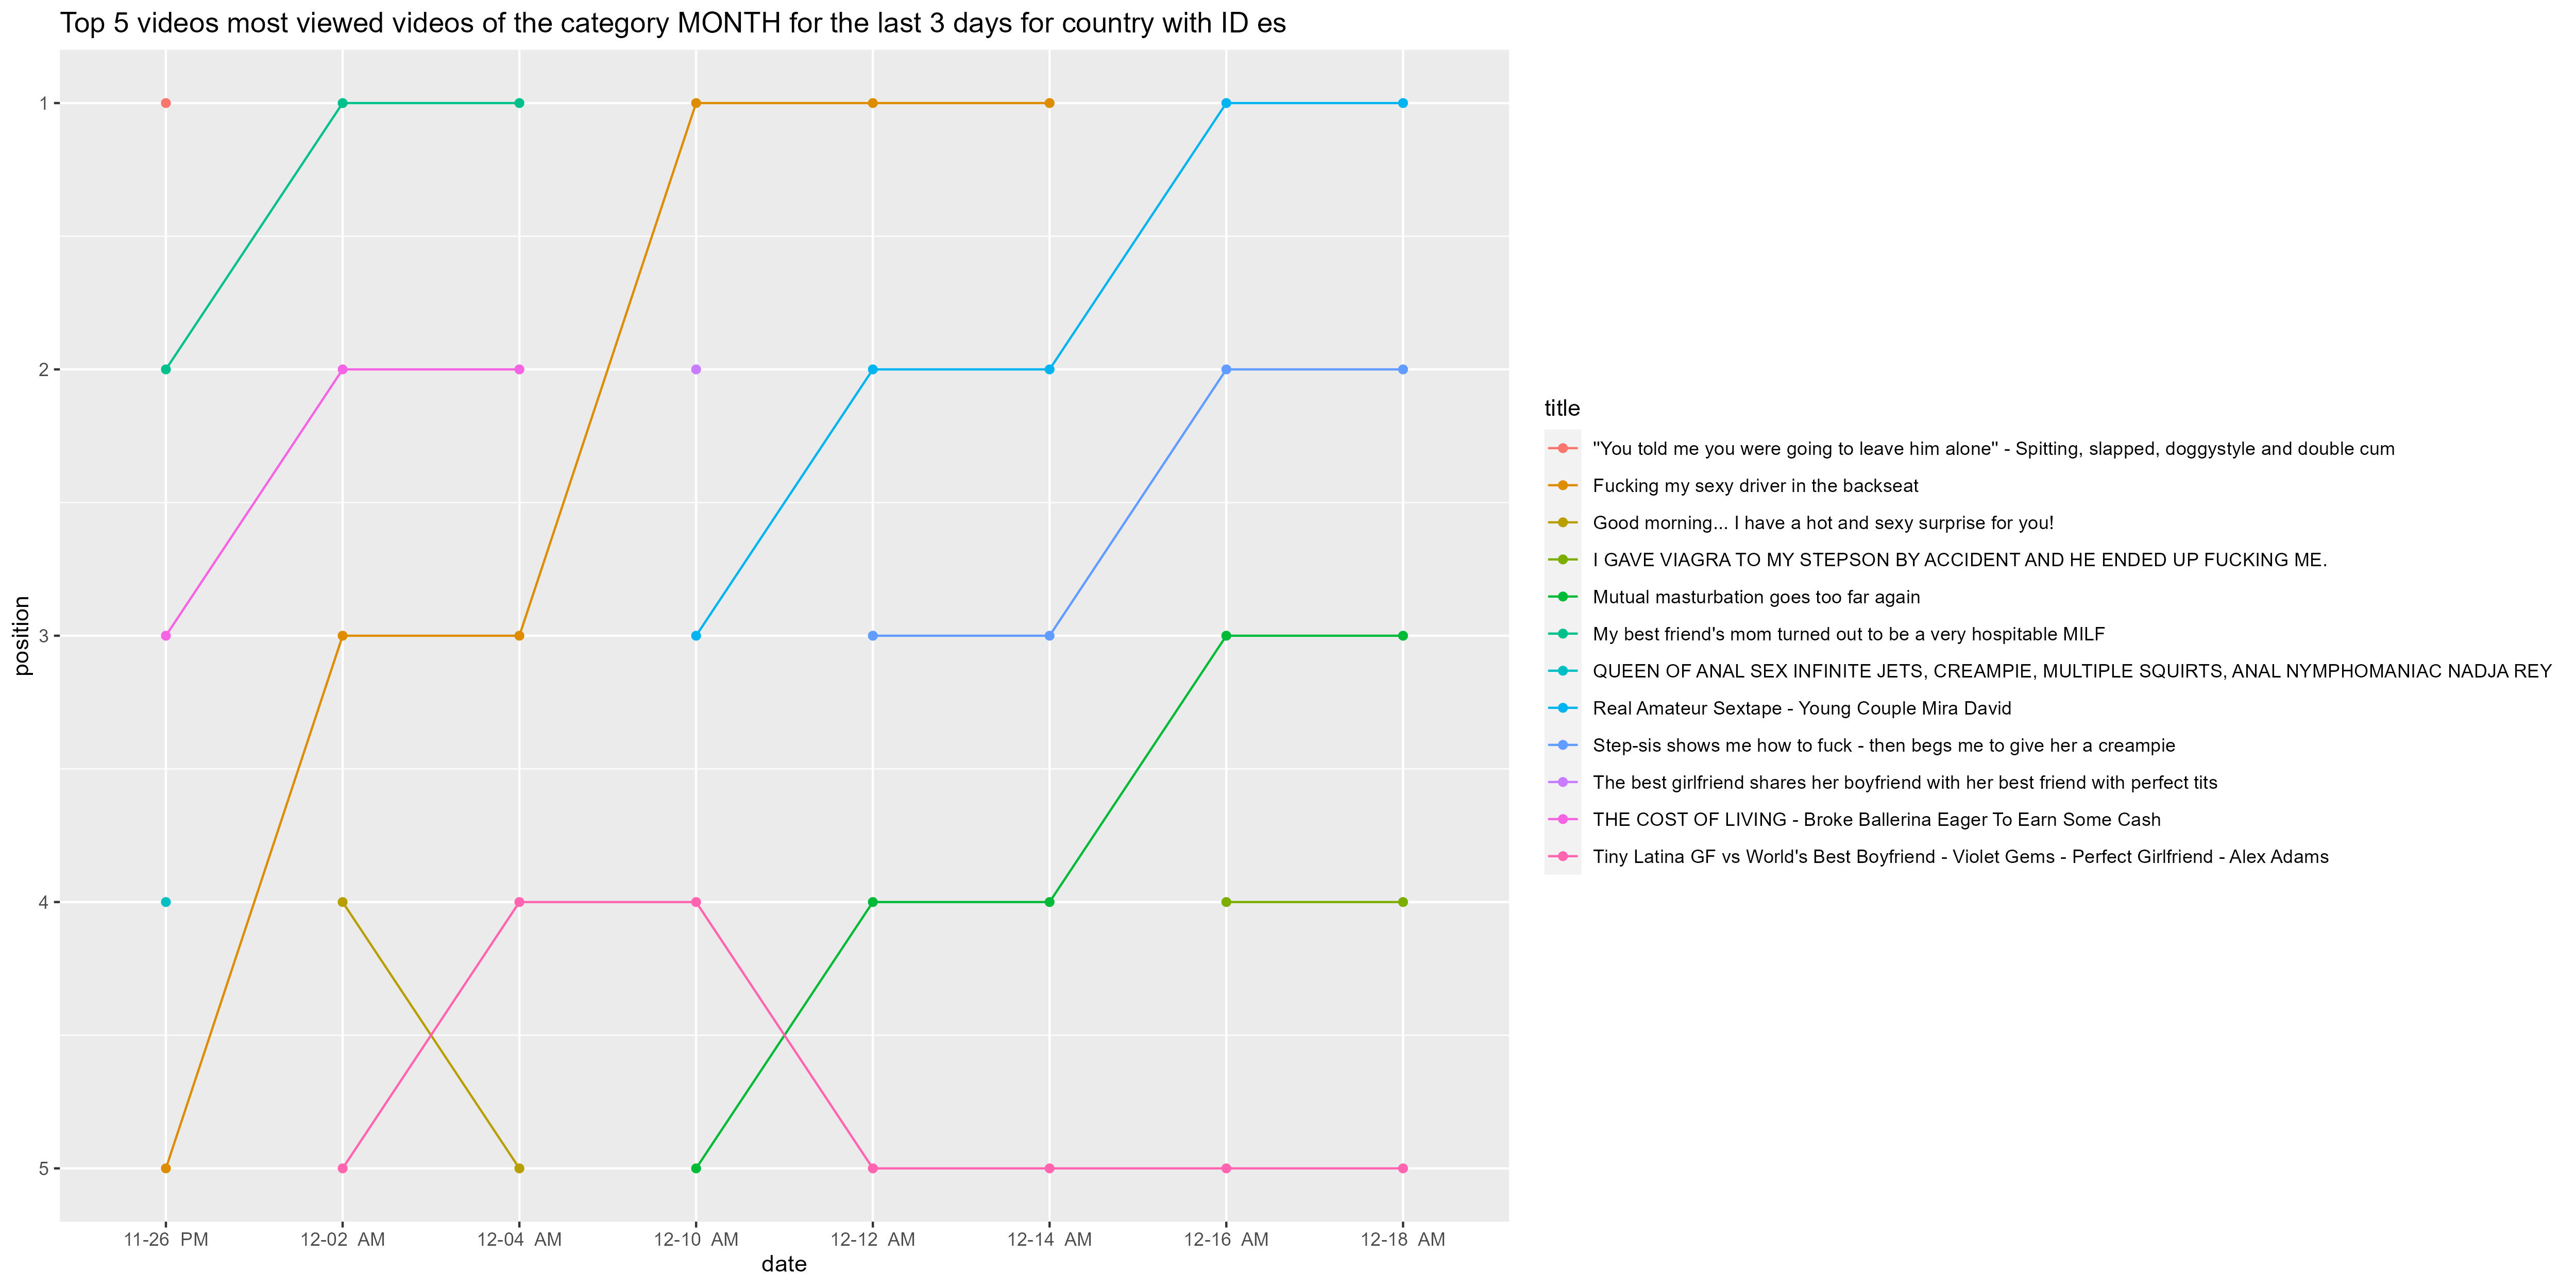 Top 5 videos most viewed videos of the category MONTH for the last 3 days for country with ID es
position
1
2
3
4
5
11-26 PM
12-02 AM
12-04 AM
12-10 AM
12-12 AM
12-14 AM
12-16 AM
12-18 AM
date
title
"You told me you were going to leave him alone" - Spitting, slapped, doggystyle and double cum
Fucking my sexy driver in the backseat
Good morning... I have a hot and sexy surprise for you!
I GAVE VIAGRA TO MY STEPSON BY ACCIDENT AND HE ENDED UP FUCKING ME.
Mutual masturbation goes too far again
My best friend's mom turned out to be a very hospitable MILF
QUEEN OF ANAL SEX INFINITE JETS, CREAMPIE, MULTIPLE SQUIRTS, ANAL NYMPHOMANIAC NADJA REY
Real Amateur Sextape - Young Couple Mira David
Step-sis shows me how to fuck - then begs me to give her a creampie
The best girlfriend shares her boyfriend with her best friend with perfect tits
THE COST OF LIVING - Broke Ballerina Eager To Earn Some Cash
Tiny Latina GF vs World's Best Boyfriend - Violet Gems - Perfect Girlfriend - Alex Adams